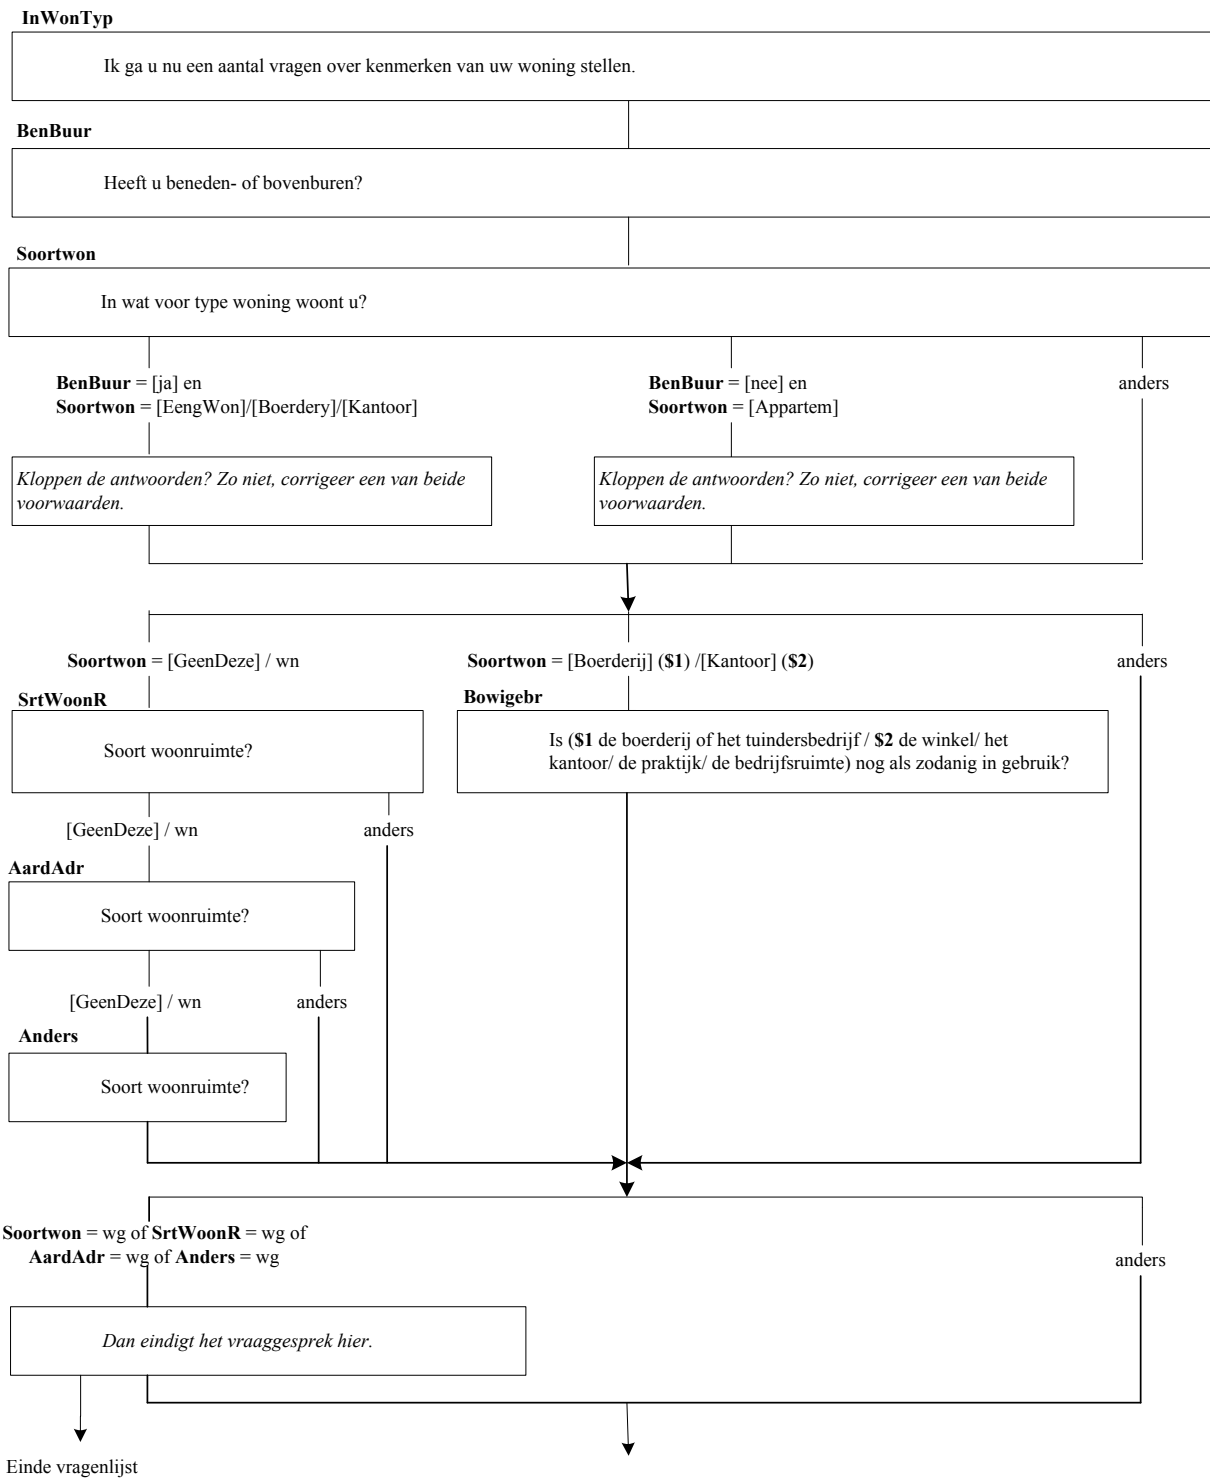 InWonTyp
Ik ga u nu een aantal vragen over kenmerken van uw woning stellen.
BenBuur
Heeft u beneden- of bovenburen?
Soortwon
In wat voor type woning woont u?
BenBuur = [ja] en
Soortwon = [EengWon]/[Boerdery]/[Kantoor]
BenBuur = [nee] en
Soortwon = [Appartem]
anders
Kloppen de antwoorden? Zo niet, corrigeer een van beide
voorwaarden.
Kloppen de antwoorden? Zo niet, corrigeer een van beide
voorwaarden.
Soortwon = [GeenDeze] / wn
Soortwon = [Boerderij] ($1) /[Kantoor] ($2)
anders
SrtWoonR
Soort woonruimte?
Bowigebr
Is ($1 de boerderij of het tuindersbedrijf / $2 de winkel/ het
kantoor/ de praktijk/ de bedrijfsruimte) nog als zodanig in gebruik?
[GeenDeze] / wn
anders
AardAdr
Soort woonruimte?
[GeenDeze] / wn
anders
Anders
Soort woonruimte?
Soortwon = wg of SrtWoonR = wg of
AardAdr = wg of Anders = wg
anders
Dan eindigt het vraaggesprek hier.
Einde vragenlijst